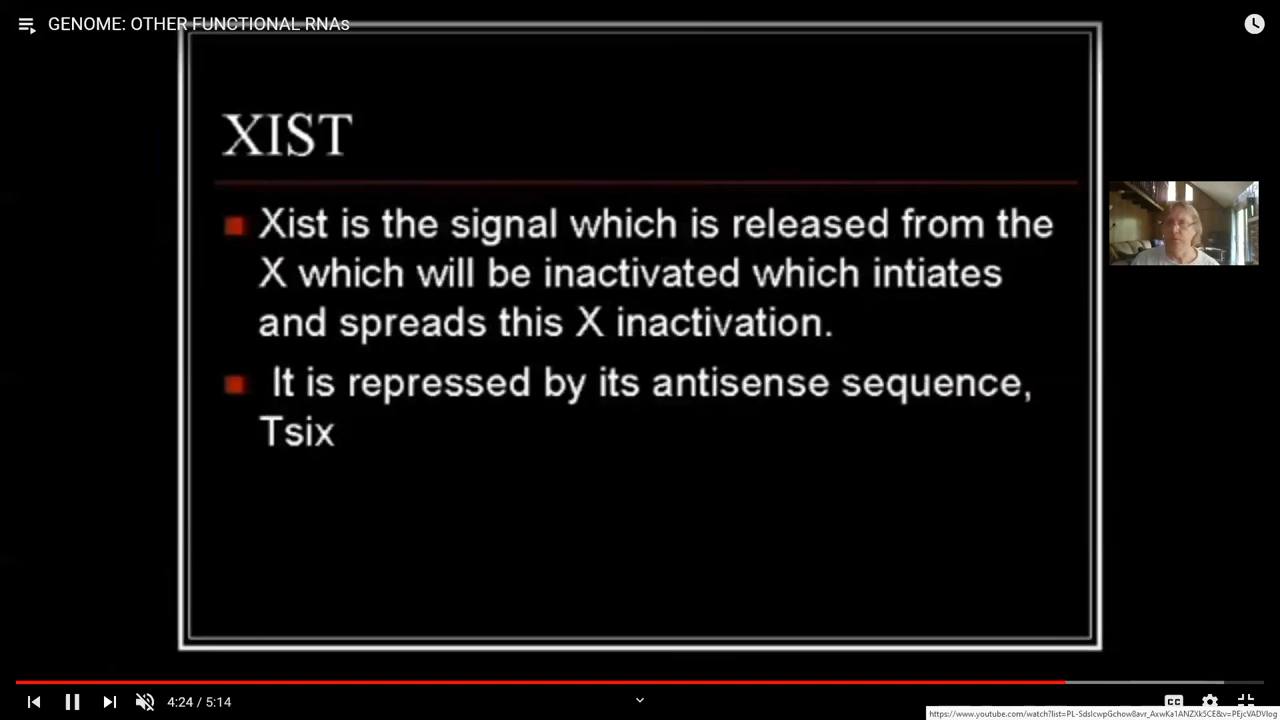 GENOME: OTHER FUNCTIONAL RNAs
XIST
Xist is the signal which is released from the
X which will be inactivated which intiates
and spreads this X inactivation.
It is repressed by its antisense sequence,
Tsix
4:24 / 5:14
CC